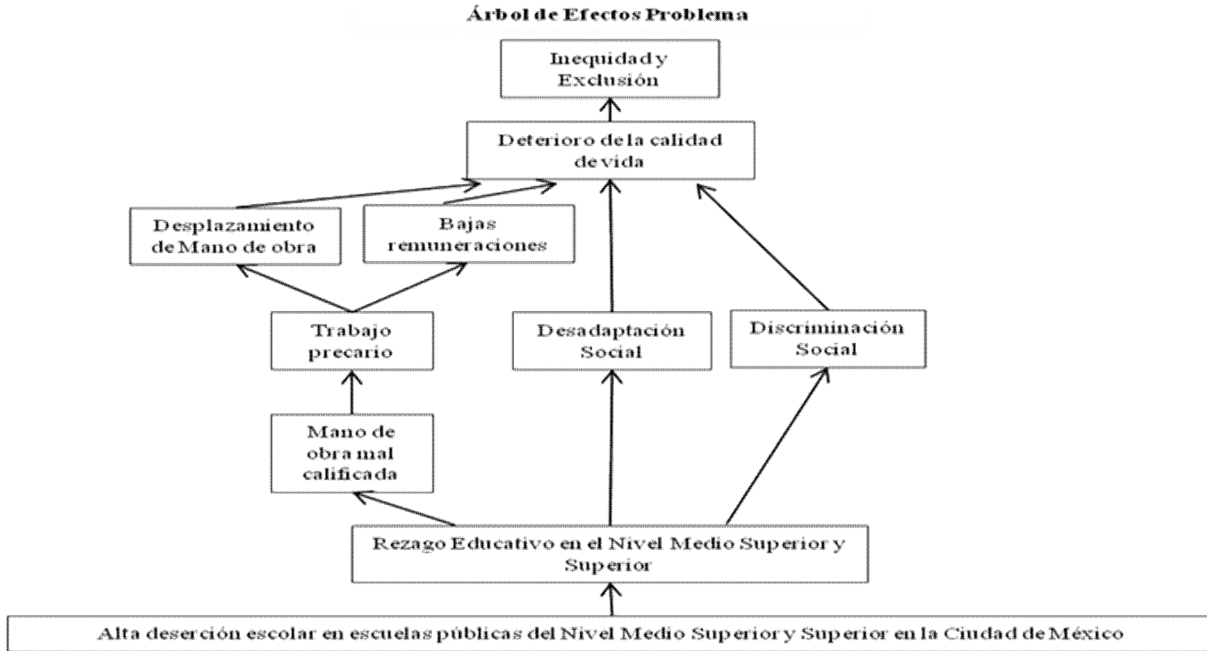 Árbol de Efectos Problema
Inequidad y
Exclusión
Deterioro de la calidad
de vida
Desplazamiento
de Mano de obra
Bajas
remuneraciones
Trabajo
precario
Desadaptación
Social
Discriminación
Social
Mano de
obra mal
calificada
Rezago Educativo en el Nivel Medio Superior y
Superior
Alta deserción escolar en escuelas públicas del Nivel Medio Superior y Superior en la Ciudad de México